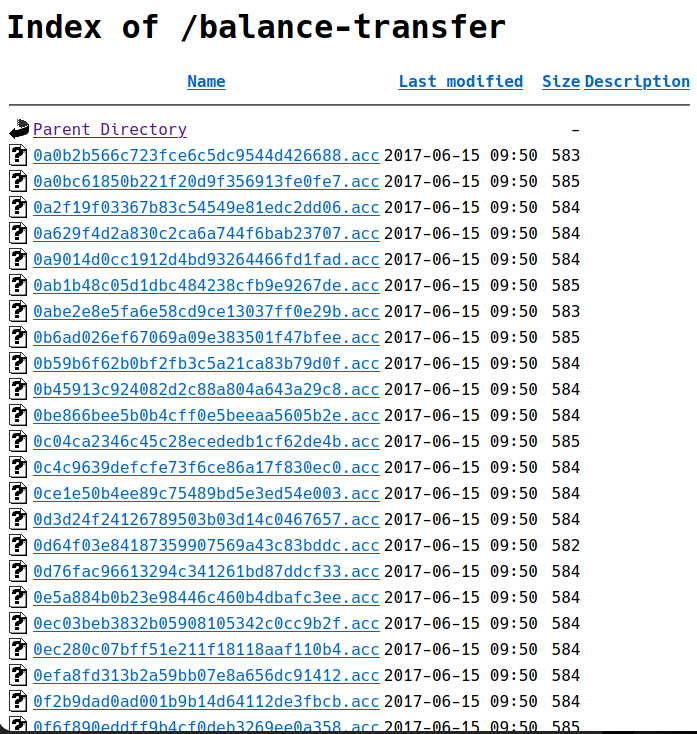 Index of /balance-transfer
Name Last modified Size Description
Parent Directory -
0a0b2b566c723fce6c5dc9544d426688.acc 2017-06-15 09:50 583
0a0bc61850b221f20d9f356913fe0fe7.acc 2017-06-15 09:50 585
0a2f19f03367b83c54549e81edc2dd06.acc 2017-06-15 09:50 584
0a629f4d2a830c2ca6a744f6bab23707.acc 2017-06-15 09:50 584
0a9014d0cc1912d4bd93264466fd1fad.acc 2017-06-15 09:50 584
0ab1b48c05d1dbc484238cfb9e9267de.acc 2017-06-15 09:50 585
0abe2e8e5fa6e58cd9ce13037ff0e29b.acc 2017-06-15 09:50 583
0b6ad026ef67069a09e383501f47bfee.acc 2017-06-15 09:50 585
0b59b6f62b0bf2fb3c5a21ca83b79d0f.acc 2017-06-15 09:50 584
0b45913c924082d2c88a804a643a29c8.acc 2017-06-15 09:50 584
0be866bee5b0b4cff0e5beeaa5605b2e.acc 2017-06-15 09:50 584
0c04ca2346c45c28ecededb1cf62de4b.acc 2017-06-15 09:50 585
0c4c9639defcfe73f6ce86a17f830ec0.acc 2017-06-15 09:50 584
0ce1e50b4ee89c75489bd5e3ed54e003.acc 2017-06-15 09:50 584
0d3d24f24126789503b03d14c0467657.acc 2017-06-15 09:50 584
0d64f03e84187359907569a43c83bddc.acc 2017-06-15 09:50 582
0d76fac96613294c341261bd87ddcf33.acc 2017-06-15 09:50 584
0e5a884b0b23e98446c460b4dbafc3ee.acc 2017-06-15 09:50 584
0ec03beb3832b05908105342c0cc9b2f.acc 2017-06-15 09:50 584
0ec280c07bff51e211f18118aaf110b4.acc 2017-06-15 09:50 584
0efa8fd313b2a59bb07e8a656dc91412.acc 2017-06-15 09:50 584
0f2b9dad0ad001b9b14d64112de3fbcb.acc 2017-06-15 09:50 584
0f6f890eddff9b4cf0deb3269ee0a358.acc 2017-06-15 09:50 585